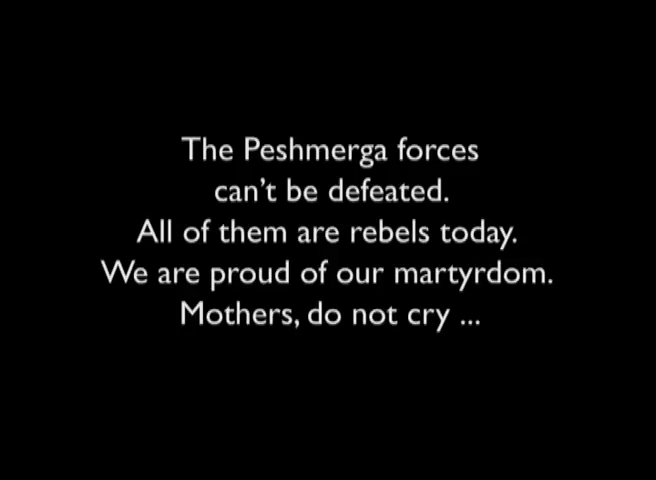 The Peshmerga forces
can't be defeated.
All of them are rebels today.
We are proud of our martyrdom.
Mothers, do not cry ...